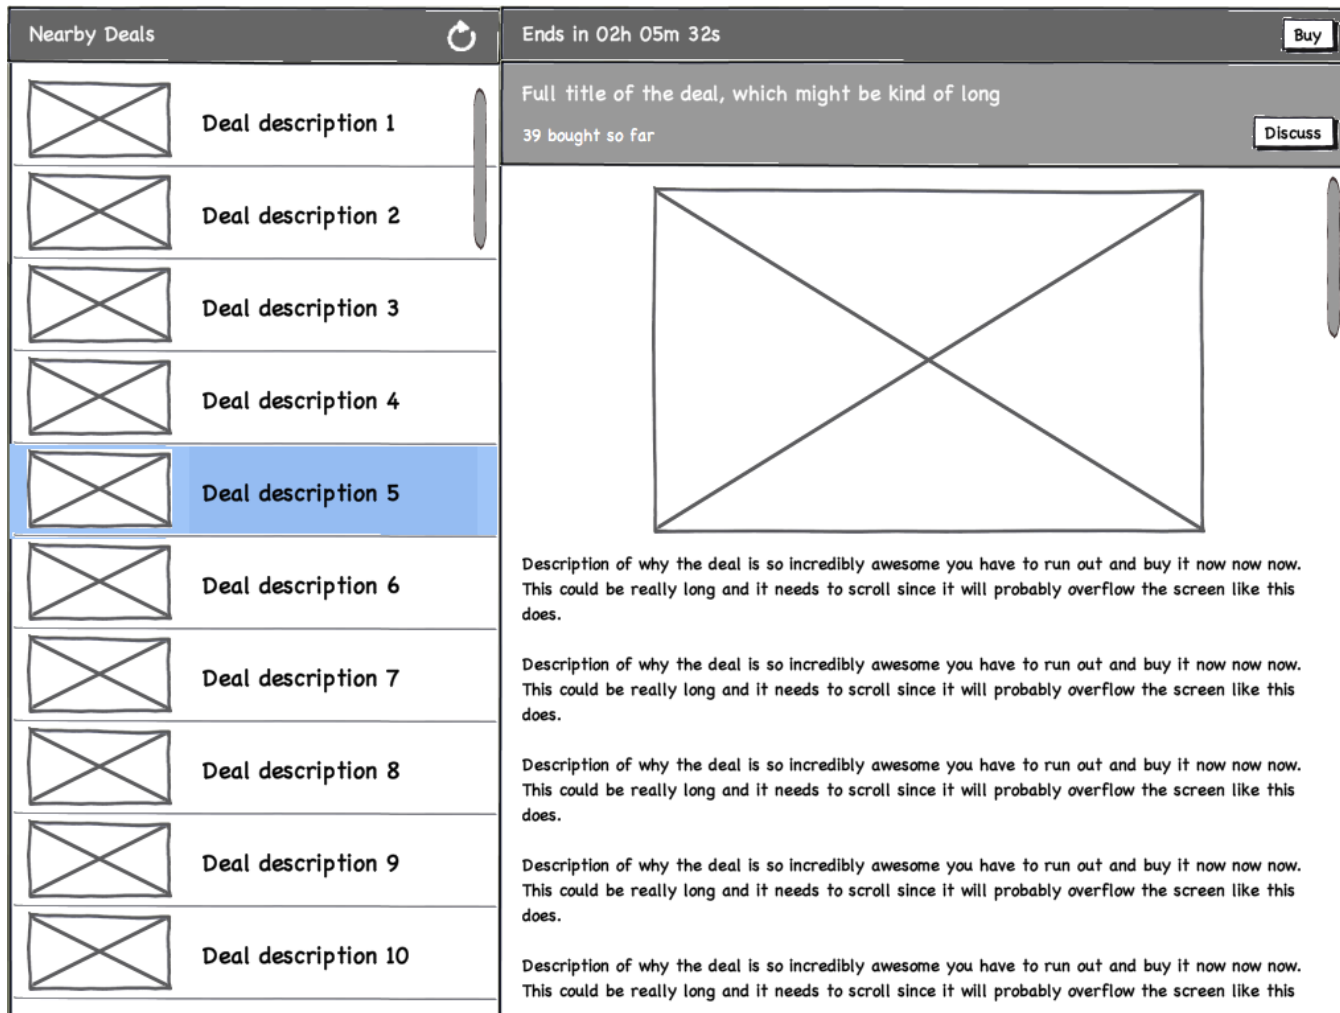 Nearby Deals
Deal description 1
Deal description 2
Deal description 3
Deal description 4
Deal description 5
Deal description 6
Deal description 7
Deal description 8
Deal description 9
Deal description 10
Ends in 02h 05m 32s
Buy
Full title of the deal, which might be kind of long
39 bought so far
Discuss
Description of why the deal is so incredibly awesome you have to run out and buy it now now now.
This could be really long and it needs to scroll since it will probably overflow the screen like this
does.
Description of why the deal is so incredibly awesome you have to run out and buy it now now now.
This could be really long and it needs to scroll since it will probably overflow the screen like this
does.
Description of why the deal is so incredibly awesome you have to run out and buy it now now now.
This could be really long and it needs to scroll since it will probably overflow the screen like this
does.
Description of why the deal is so incredibly awesome you have to run out and buy it now now now.
This could be really long and it needs to scroll since it will probably overflow the screen like this
does.
Description of why the deal is so incredibly awesome you have to run out and buy it now now now.
This could be really long and it needs to scroll since it will probably overflow the screen like this